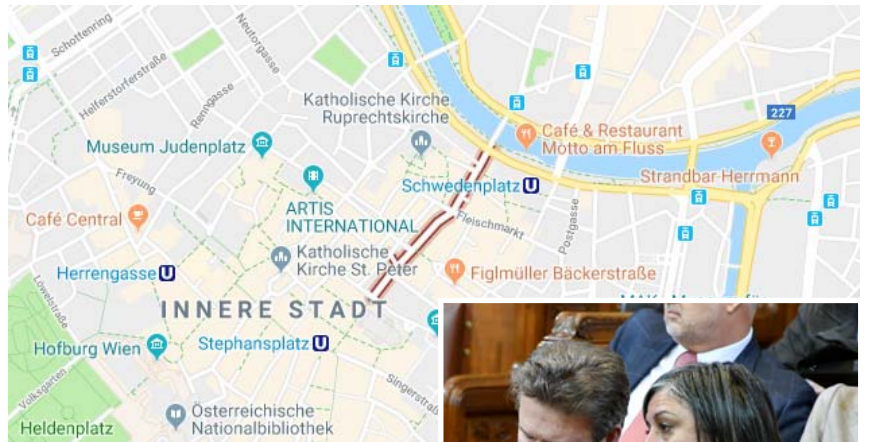 Schottenring
Neutorgasse
Helferstorferstraße
Renngasse
Katholische Kirche
Ruprechtskirche
227
Café & Restaurant
Motto am Fluss
Museum Judenplatz
Strandbar Herrmann
Freyung
Schwedenplatz U
ARTIS
INTERNATIONAL
Café Central
Fleischmarkt
Postgasse
Katholische
Kirche St. Peter
Herrengasse U
Figlmüller Bäckerstraße
Löwelstraße
INNERE STADT
Hofburg Wien
Stephansplatz U
Singerstraße
Volksgarten
Österreichische
Nationalbibliothek
Heldenplatz